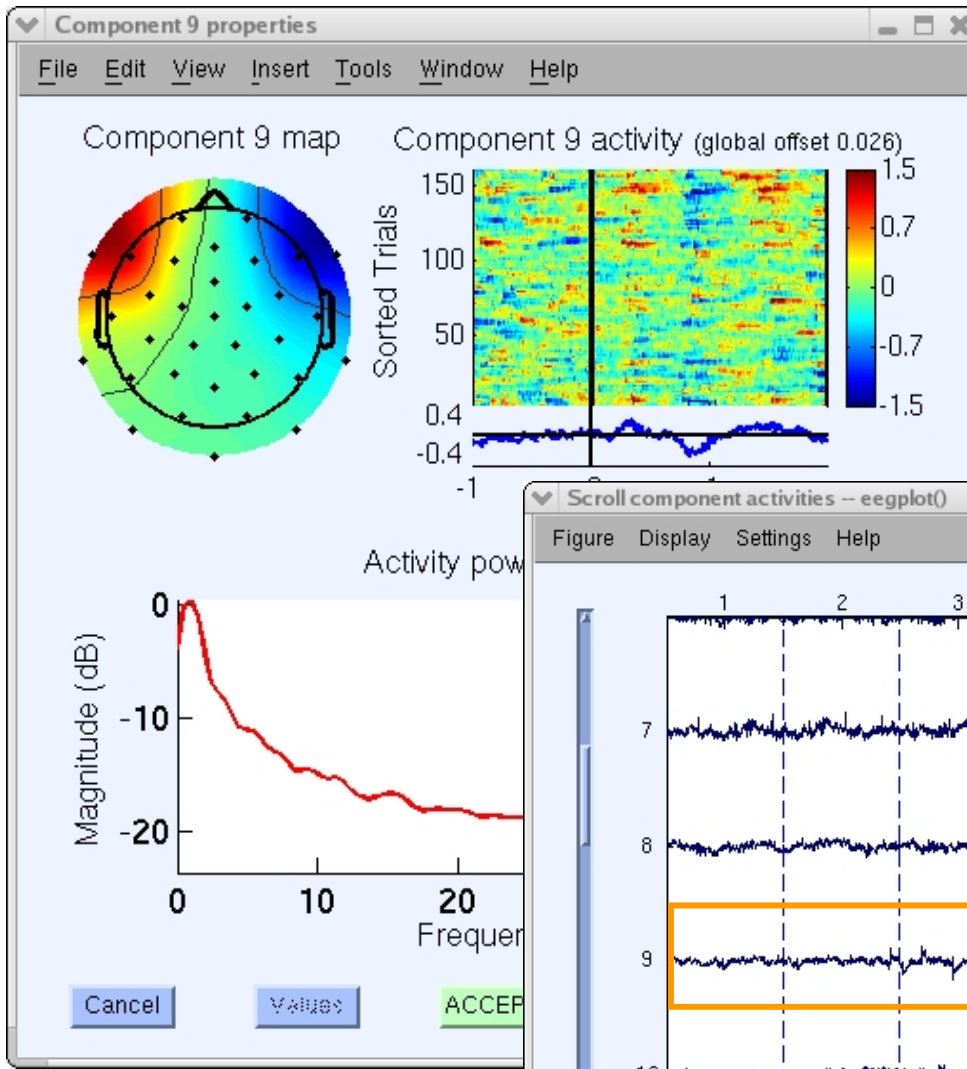 Component 9 properties
File Edit View Insert Tools Window Help
Component 9 map
Component 9 activity (global offset 0.026)
Sorted Trials
150
100
50
0.4
-0.4
-1
1.5
0.7
0
-0.7
-1.5
Activity pow
Magnitude (dB)
0
-10
-20
0 10 20
Frequer
Cancel Values ACCEP
Scroll component activities -- eegplot()
Figure Display Settings Help
1 2 3
7
8
9